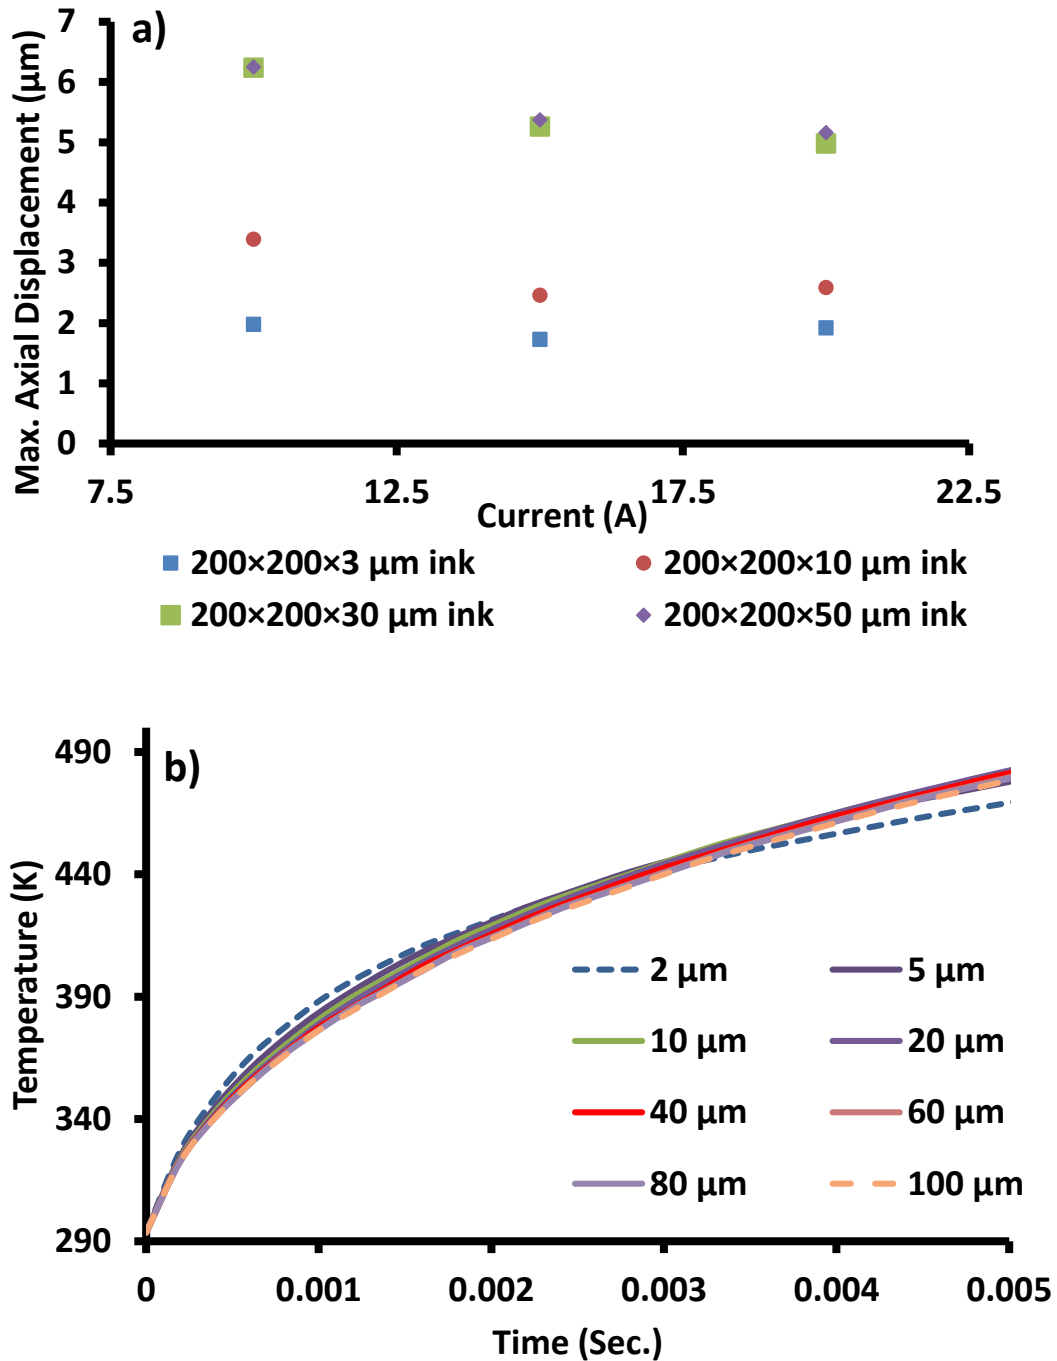 a)
Max. Axial Displacement (µm)
7
6
5
4
3
2
1
0
7.5 12.5 17.5 22.5
Current (A)
200×200×3 µm ink 200×200×10 µm ink
200×200×30 µm ink 200×200×50 µm ink
b)
Temperature (K)
490
440
390
340
290
2 µm 5 µm
10 µm 20 µm
40 µm 60 µm
80 µm 100 µm
0 0.001 0.002 0.003 0.004 0.005
Time (Sec.)